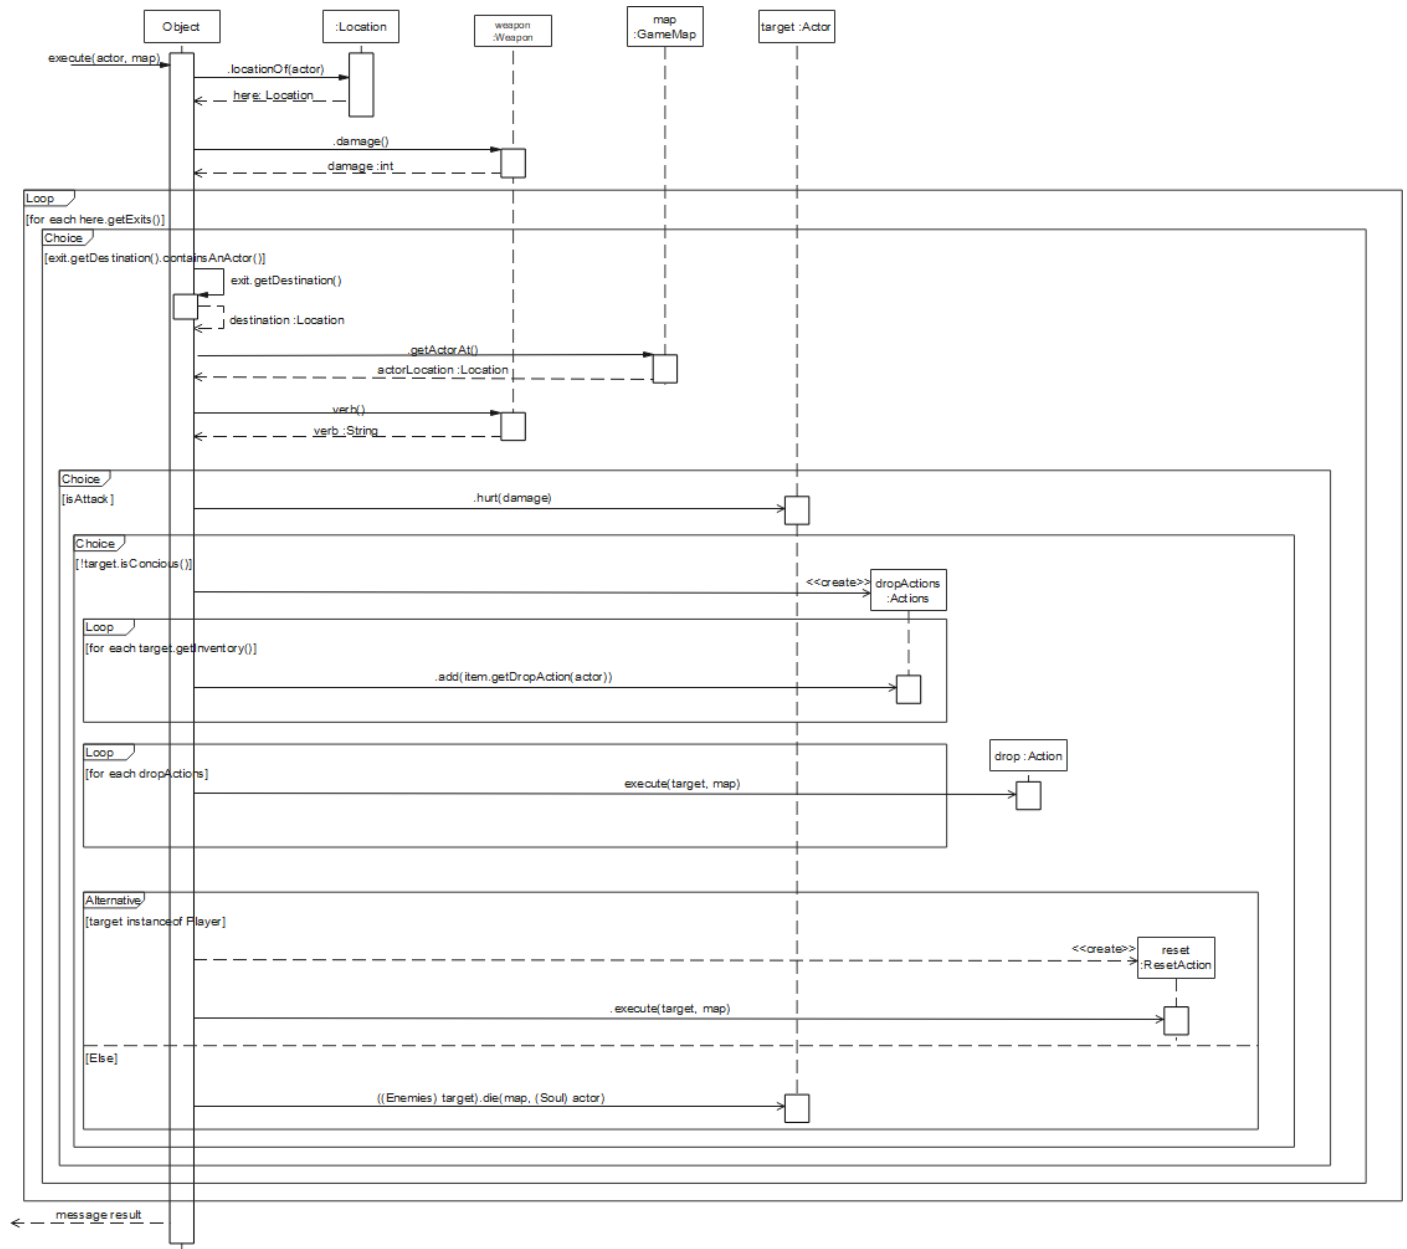 Object
:Location
weapon
:Weapon
map
:GameMap
target :Actor
execute(actor, map)
.locationOf(actor)
here: Location
.damage()
damage :int
Loop
[for each here.getExits()]
Choice
[exit.getDestination().containsAnActor()]
exit.getDestination()
destination :Location
.getActorAt()
actorLocation :Location
verb()
verb :String
Choice
[isAttack]
.hurt(damage)
Choice
[!target.isConcious()]
<<create>>
dropActions
:Actions
Loop
[for each target.getInventory()]
.add(item.getDropAction(actor))
Loop
[for each dropActions]
drop :Action
execute(target, map)
Alternative
[target instanceof Player]
<<create>>
reset
:ResetAction
.execute(target, map)
[Else]
((Enemies) target).die(map, (Soul) actor)
message result